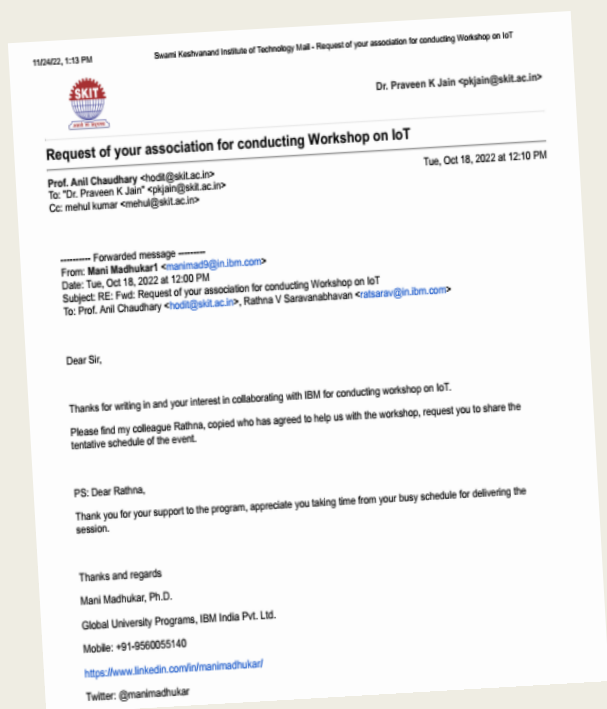 11/24/22, 1:13 PM
Swami Keshvanand Institute of Technology Mail - Request of your association for conducting Workshop on IoT
SKIT
Dr. Praveen K Jain <pkjain@skit.ac.in>
Request of your association for conducting Workshop on IoT
Prof. Anil Chaudhary <hodit@skit.ac.in>
Tue, Oct 18, 2022 at 12:10 PM
To: "Dr. Praveen K Jain" <pkjain@skit.ac.in>
Cc: mehul kumar <mehul@skit.ac.in>
---------- Forwarded message ---------
From: Mani Madhukar1 <manimad9@in.ibm.com>
Date: Tue, Oct 18, 2022 at 12:00 PM
Subject: RE: Fwd: Request of your association for conducting Workshop on IoT
To: Prof. Anil Chaudhary <hodit@skit.ac.in>, Rathna V Saravanabhavan <ratsarav@in.ibm.com>
Dear Sir,
Thanks for writing in and your interest in collaborating with IBM for conducting workshop on IoT.
Please find my colleague Rathna, copied who has agreed to help us with the workshop, request you to share the
tentative schedule of the event.
PS: Dear Rathna,
Thank you for your support to the program, appreciate you taking time from your busy schedule for delivering the
session.
Thanks and regards
Mani Madhukar, Ph.D.
Global University Programs, IBM India Pvt. Ltd.
Mobile: +91-9560055140
https://www.linkedin.com/in/manimadhukar/
Twitter: @manimadhukar